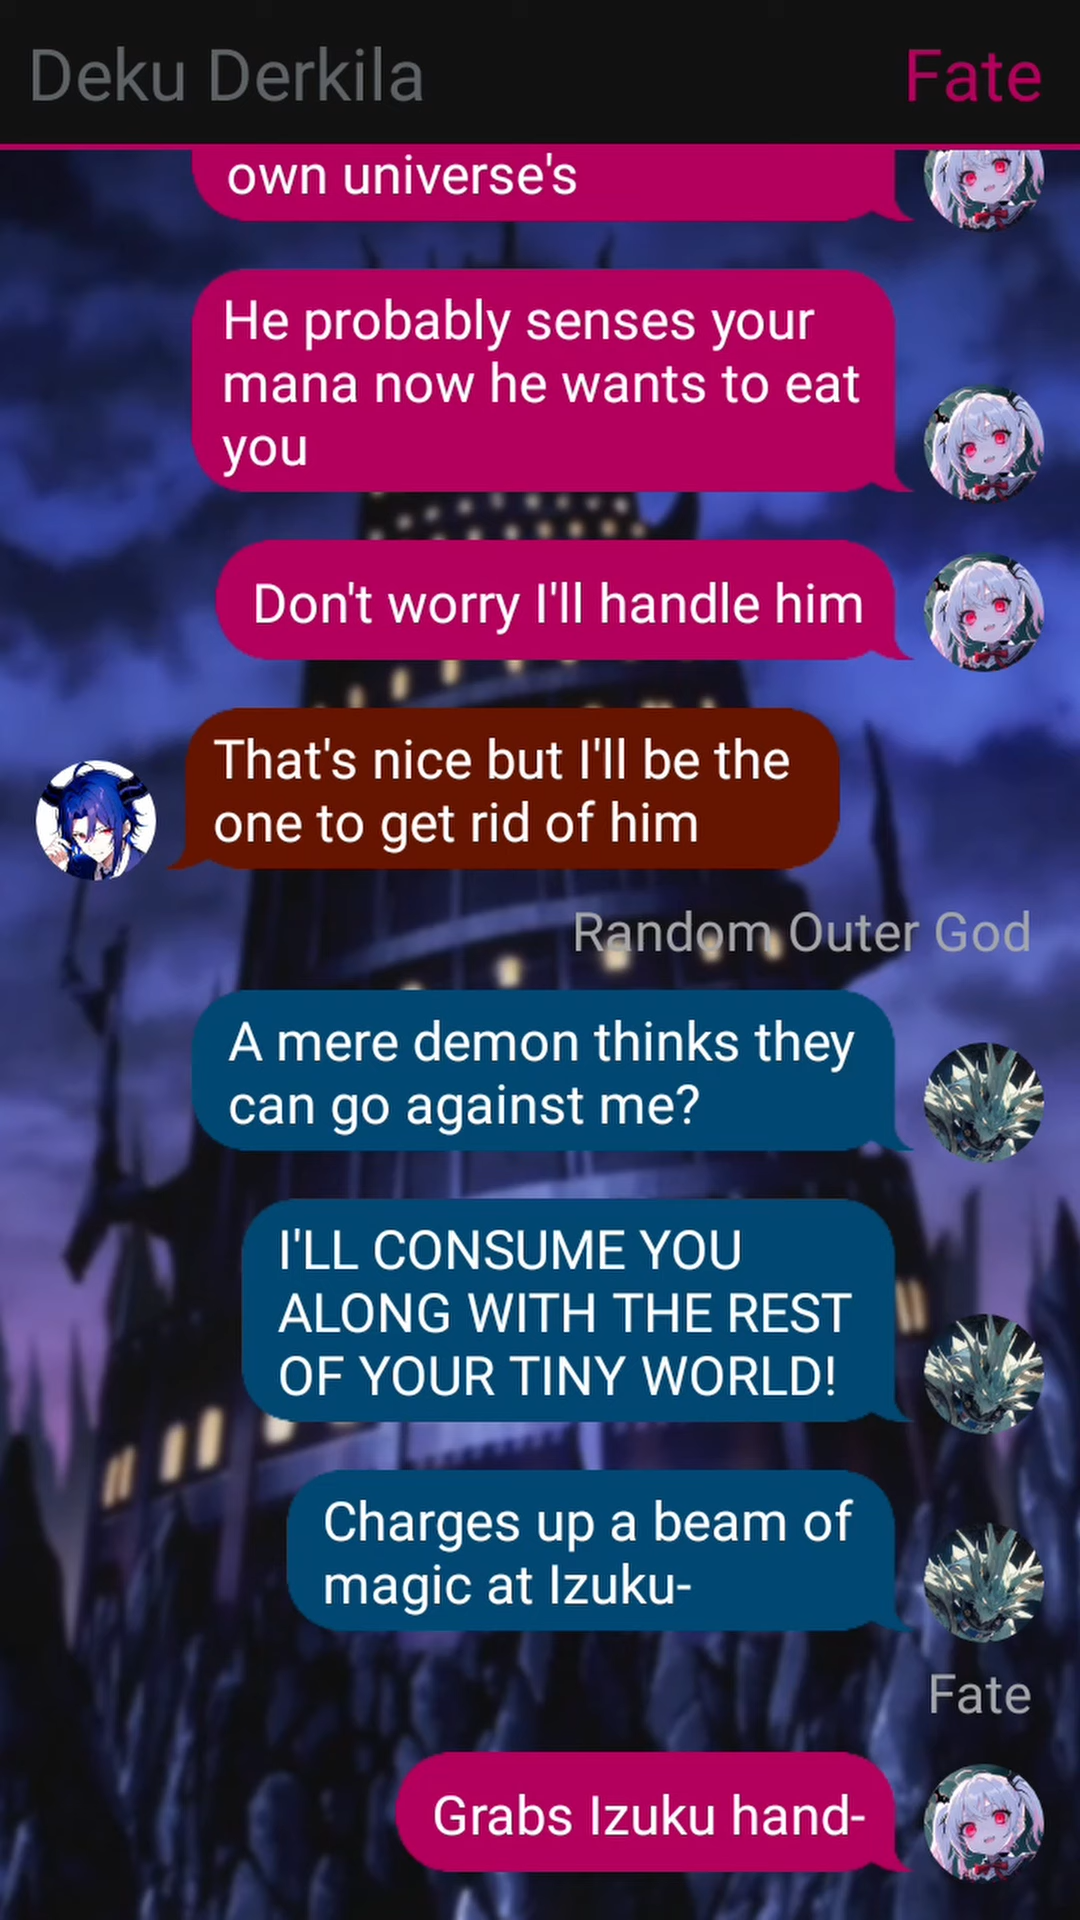 Deku Derkila
Fate
own universe's
He probably senses your
mana now he wants to eat
you
Don't worry I'll handle him
That's nice but I'll be the
one to get rid of him
Random Outer God
A mere demon thinks they
can go against me?
I'LL CONSUME YOU
ALONG WITH THE REST
OF YOUR TINY WORLD!
Charges up a beam of
magic at Izuku-
Fate
Grabs Izuku hand-